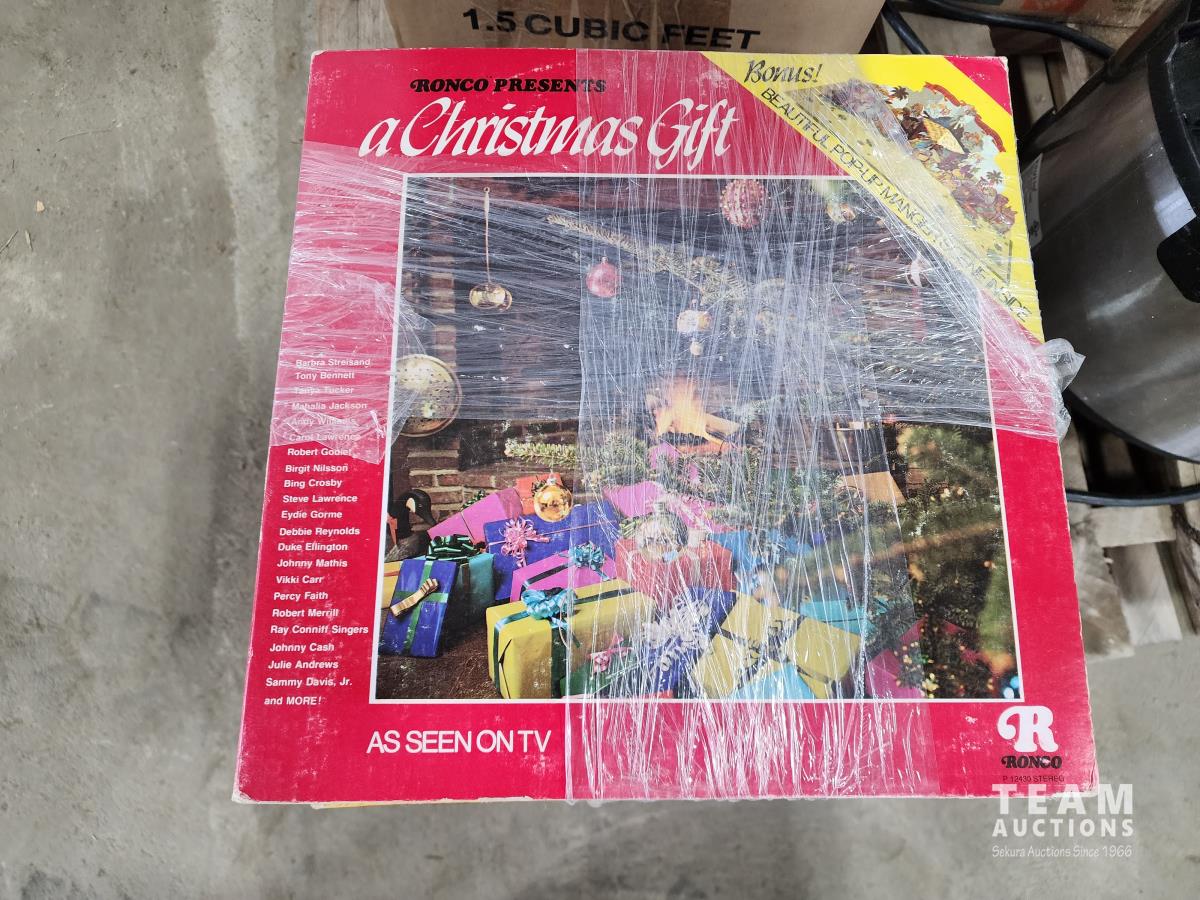 1.5 CUBIC FEET
RONCO PRESENTS
a Christmas Gift
Bonus!
BEAUTIFUL POP-UP MANGER SCENE INSIDE
Barbra Streisand
Tony Bennett
Tanya Tucker
Mahalia Jackson
Andy Williams
Carol Lawrence
Robert Goulet
Birgit Nilsson
Bing Crosby
Steve Lawrence
Eydie Gorme
Debbie Reynolds
Duke Ellington
Johnny Mathis
Vikki Carr
Percy Faith
Robert Merrill
Ray Conniff Singers
Johnny Cash
Julie Andrews
Sammy Davis, Jr.
and MORE!
AS SEEN ON TV
R
RONCO
P 12430 STEREO
TEAM
AUCTIONS
Sekura Auctions Since 1966